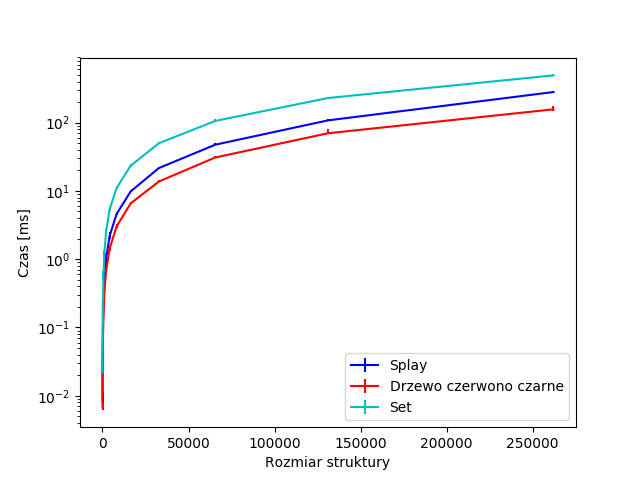 10²
10¹
10⁰
10⁻¹
10⁻²
Czas [ms]
Splay
Drzewo czerwono czarne
Set
0 50000 100000 150000 200000 250000
Rozmiar struktury